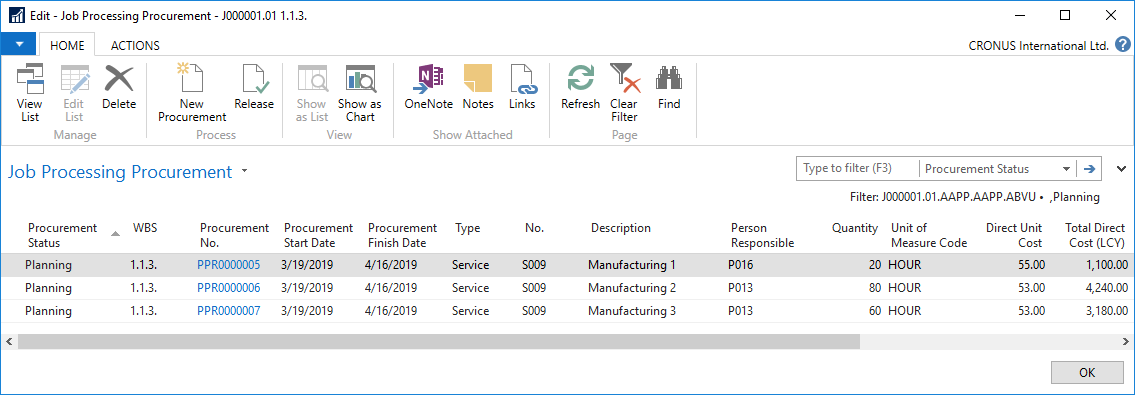 Edit - Job Processing Procurement - J000001.01 1.1.3.
HOME ACTIONS CRONUS International Ltd. ?
View List
Edit List
Delete
New Procurement
Release
Show as List
Show as Chart
OneNote
Notes
Links
Refresh
Clear Filter
Find
Manage Process View Show Attached Page
Job Processing Procurement
Type to filter (F3) Procurement Status
Filter: J000001.01.AAPP.AAPP.ABVU • ,Planning
Procurement Status WBS Procurement No. Procurement Start Date Procurement Finish Date Type No. Description Person Responsible Quantity Unit of Measure Code Direct Unit Cost Total Direct Cost (LCY)
Planning 1.1.3. PPR0000005 3/19/2019 4/16/2019 Service S009 Manufacturing 1 P016 20 HOUR 55.00 1,100.00
Planning 1.1.3. PPR0000006 3/19/2019 4/16/2019 Service S009 Manufacturing 2 P013 80 HOUR 53.00 4,240.00
Planning 1.1.3. PPR0000007 3/19/2019 4/16/2019 Service S009 Manufacturing 3 P013 60 HOUR 53.00 3,180.00
OK